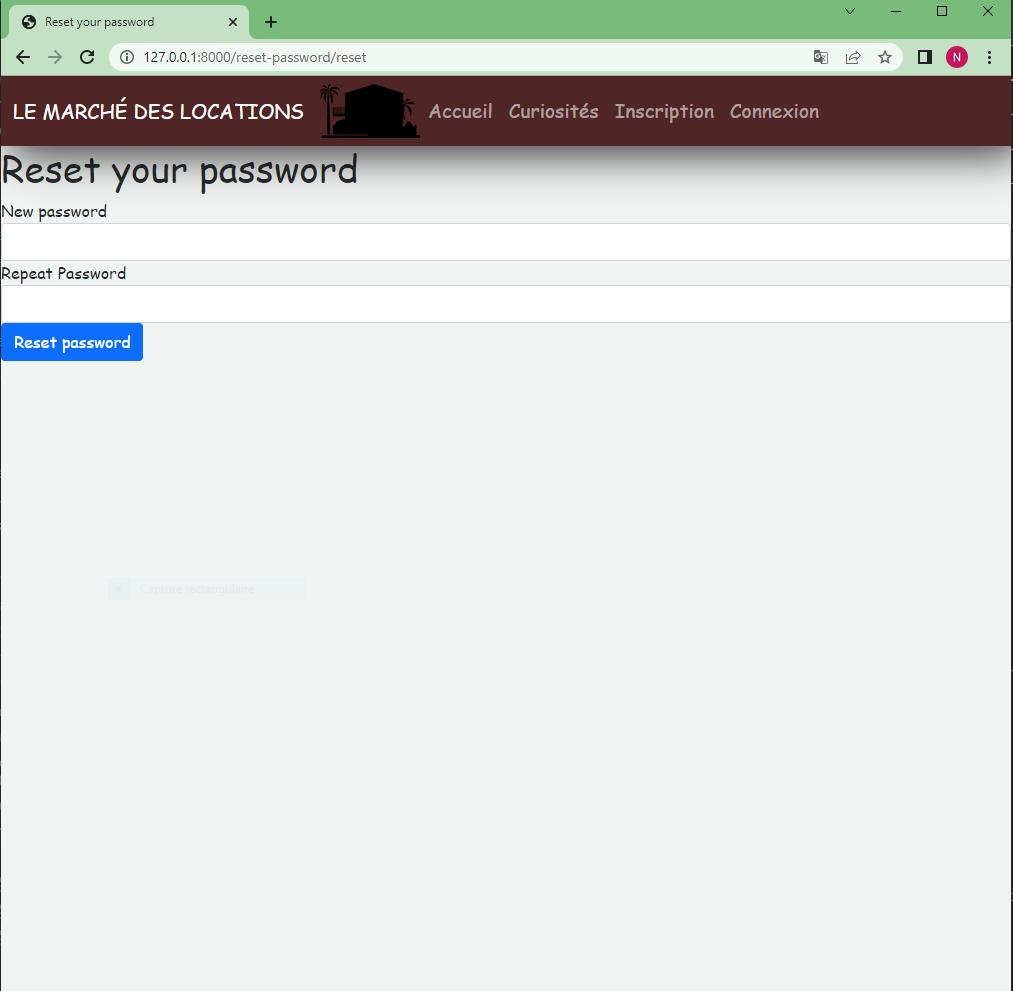 Reset your password
127.0.0.1:8000/reset-password/reset
N
LE MARCHÉ DES LOCATIONS Accueil Curiosités Inscription Connexion
Reset your password
New password
Repeat Password
Reset password
Capture rectangulaire